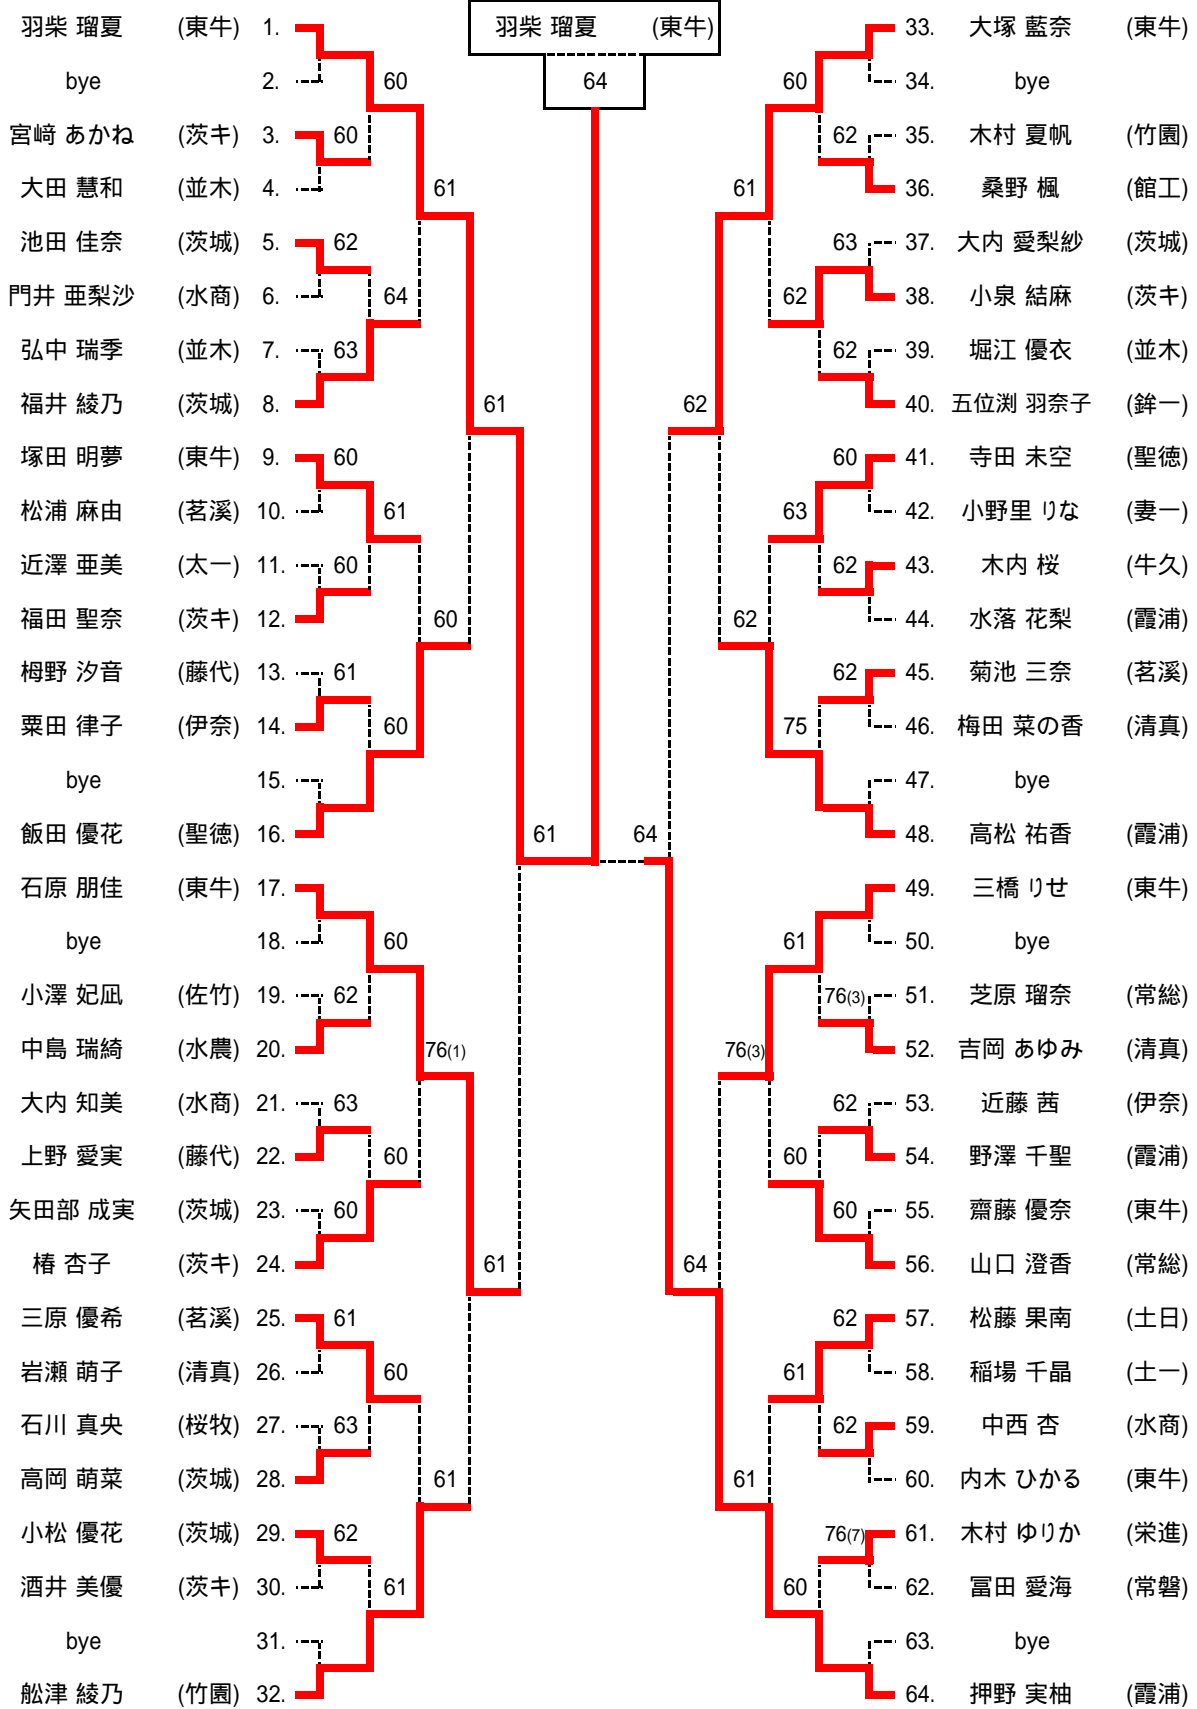 羽柴 瑠夏 (東牛)
64
羽柴 瑠夏 (東牛) 1.
bye 2.
60
宮﨑 あかね (茨キ) 3. 60
大田 慧和 (並木) 4.
61
池田 佳奈 (茨城) 5. 62
門井 亜梨沙 (水商) 6.
64
弘中 瑞季 (並木) 7. 63
福井 綾乃 (茨城) 8.
61
塚田 明夢 (東牛) 9. 60
松浦 麻由 (茗溪) 10.
61
近澤 亜美 (太一) 11. 60
福田 聖奈 (茨キ) 12.
60
栂野 汐音 (藤代) 13. 61
粟田 律子 (伊奈) 14.
60
bye 15.
飯田 優花 (聖徳) 16.
61
石原 朋佳 (東牛) 17.
bye 18.
60
小澤 妃凪 (佐竹) 19. 62
中島 瑞綺 (水農) 20.
76(1)
大内 知美 (水商) 21. 63
上野 愛実 (藤代) 22.
60
矢田部 成実 (茨城) 23. 60
椿 杏子 (茨キ) 24.
61
三原 優希 (茗溪) 25. 61
岩瀬 萌子 (清真) 26.
60
石川 真央 (桜牧) 27. 63
高岡 萌菜 (茨城) 28.
61
小松 優花 (茨城) 29. 62
酒井 美優 (茨キ) 30.
61
bye 31.
舩津 綾乃 (竹園) 32.
33. 大塚 藍奈 (東牛)
60
34. bye
62 35. 木村 夏帆 (竹園)
36. 桑野 楓 (館工)
61
63 37. 大内 愛梨紗 (茨城)
62
38. 小泉 結麻 (茨キ)
62 39. 堀江 優衣 (並木)
40. 五位渕 羽奈子 (鉾一)
62
60 41. 寺田 未空 (聖徳)
63
42. 小野里 りな (妻一)
62 43. 木内 桜 (牛久)
44. 水落 花梨 (霞浦)
62
62 45. 菊池 三奈 (茗溪)
75
46. 梅田 菜の香 (清真)
47. bye
48. 高松 祐香 (霞浦)
64
49. 三橋 りせ (東牛)
61
50. bye
76(3) 51. 芝原 瑠奈 (常総)
52. 吉岡 あゆみ (清真)
76(3)
62 53. 近藤 茜 (伊奈)
60
54. 野澤 千聖 (霞浦)
60 55. 齋藤 優奈 (東牛)
56. 山口 澄香 (常総)
64
62 57. 松藤 果南 (土日)
61
58. 稲場 千晶 (土一)
62 59. 中西 杏 (水商)
60. 内木 ひかる (東牛)
61
76(7) 61. 木村 ゆりか (栄進)
60
62. 冨田 愛海 (常磐)
63. bye
64. 押野 実柚 (霞浦)